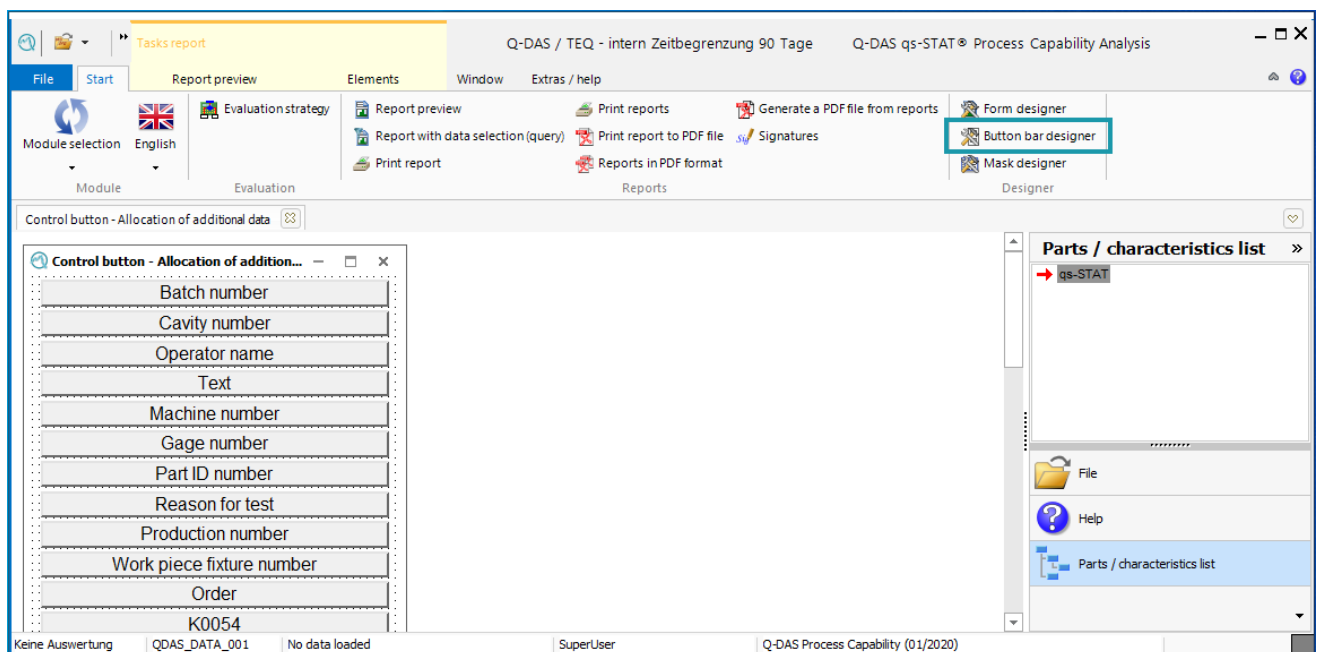 Tasks report
Q-DAS / TEQ - intern Zeitbegrenzung 90 Tage Q-DAS qs-STAT® Process Capability Analysis
File Start Report preview Elements Window Extras / help
Module selection
English
Module
Evaluation strategy
Evaluation
Report preview
Report with data selection (query)
Print report
Print reports
Print report to PDF file
Reports in PDF format
Generate a PDF file from reports
Signatures
Reports
Form designer
Button bar designer
Mask designer
Designer
Control button - Allocation of additional data
Control button - Allocation of addition...
Batch number
Cavity number
Operator name
Text
Machine number
Gage number
Part ID number
Reason for test
Production number
Work piece fixture number
Order
K0054
Parts / characteristics list »
qs-STAT
File
Help
Parts / characteristics list
Keine Auswertung QDAS_DATA_001 No data loaded SuperUser Q-DAS Process Capability (01/2020)